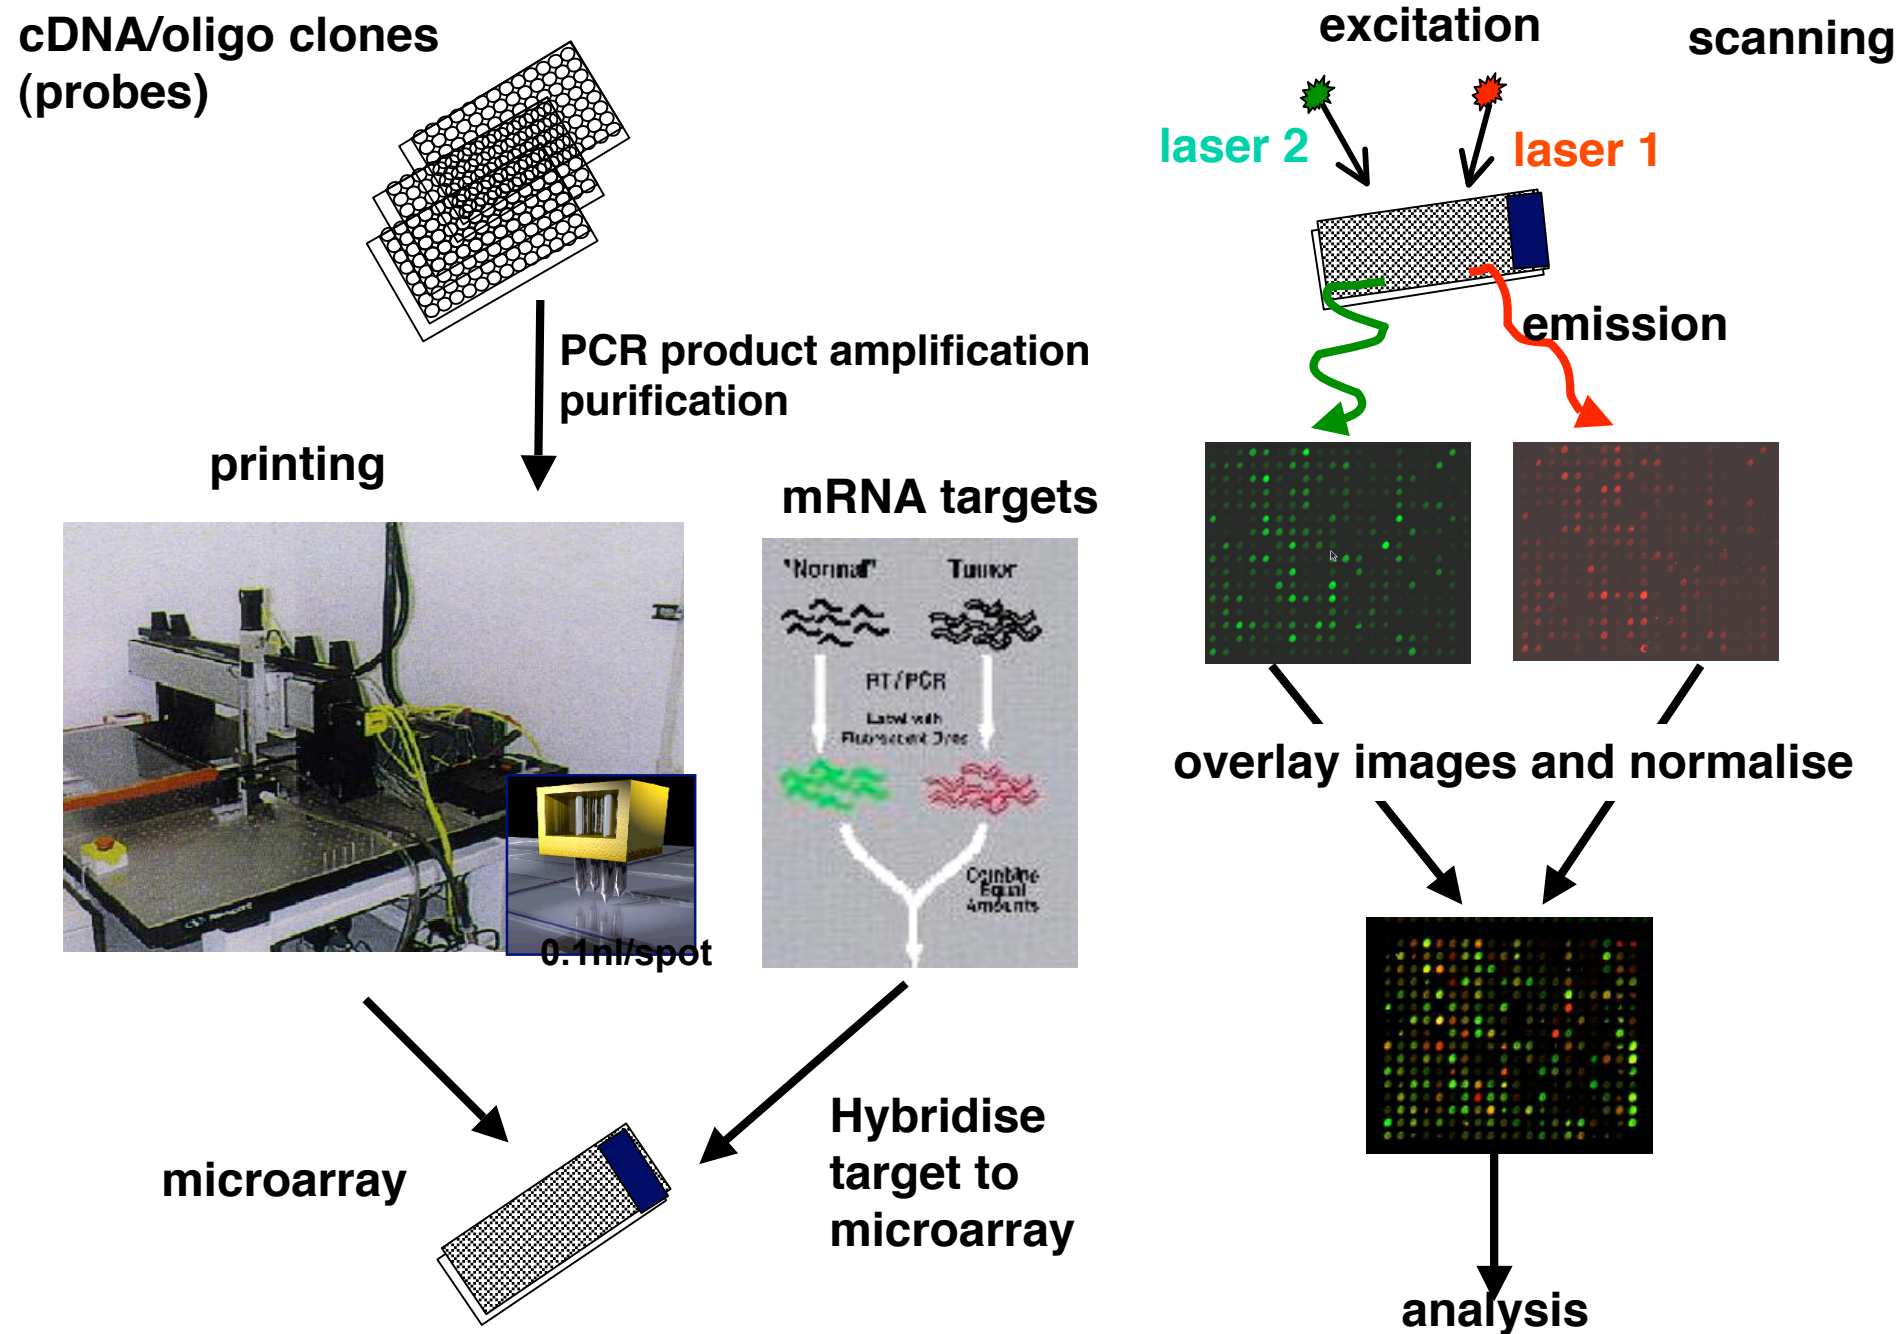 cDNA/oligo clones
(probes)
PCR product amplification
purification
printing
0.1nl/spot
mRNA targets
"Normal"
Tumor
RT/PCR
Label with
Fluorescent Dyes
Combine
Equal
Amounts
microarray
Hybridise
target to
microarray
excitation
scanning
laser 2
laser 1
emission
overlay images and normalise
analysis